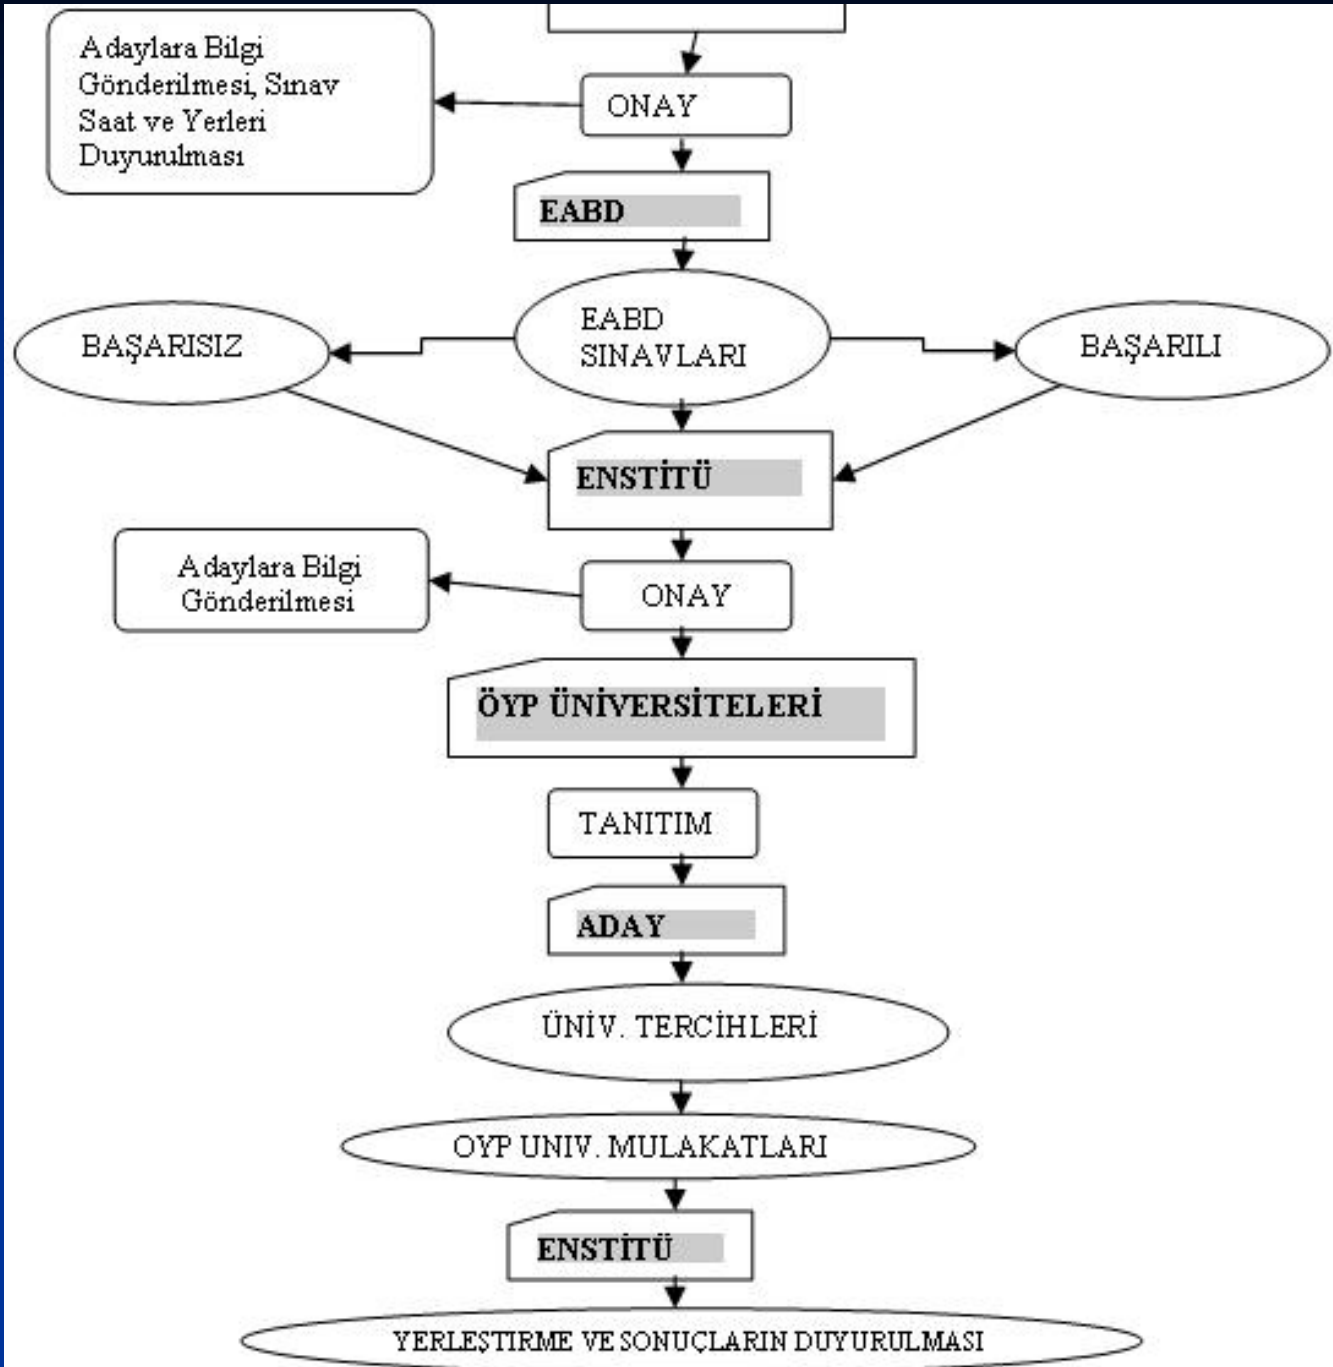 Adaylara Bilgi
Gönderilmesi, Sınav
Saat ve Yerleri
Duyurulması
ONAY
EABD
BAŞARISIZ
EABD
SINAVLARI
BAŞARILI
ENSTİTÜ
Adaylara Bilgi
Gönderilmesi
ONAY
ÖYP ÜNİVERSİTELERİ
TANITIM
ADAY
ÜNİV. TERCİHLERİ
OYP UNIV. MULAKATLARI
ENSTİTÜ
YERLEŞTIRME VE SONUÇLARIN DUYURULMASI